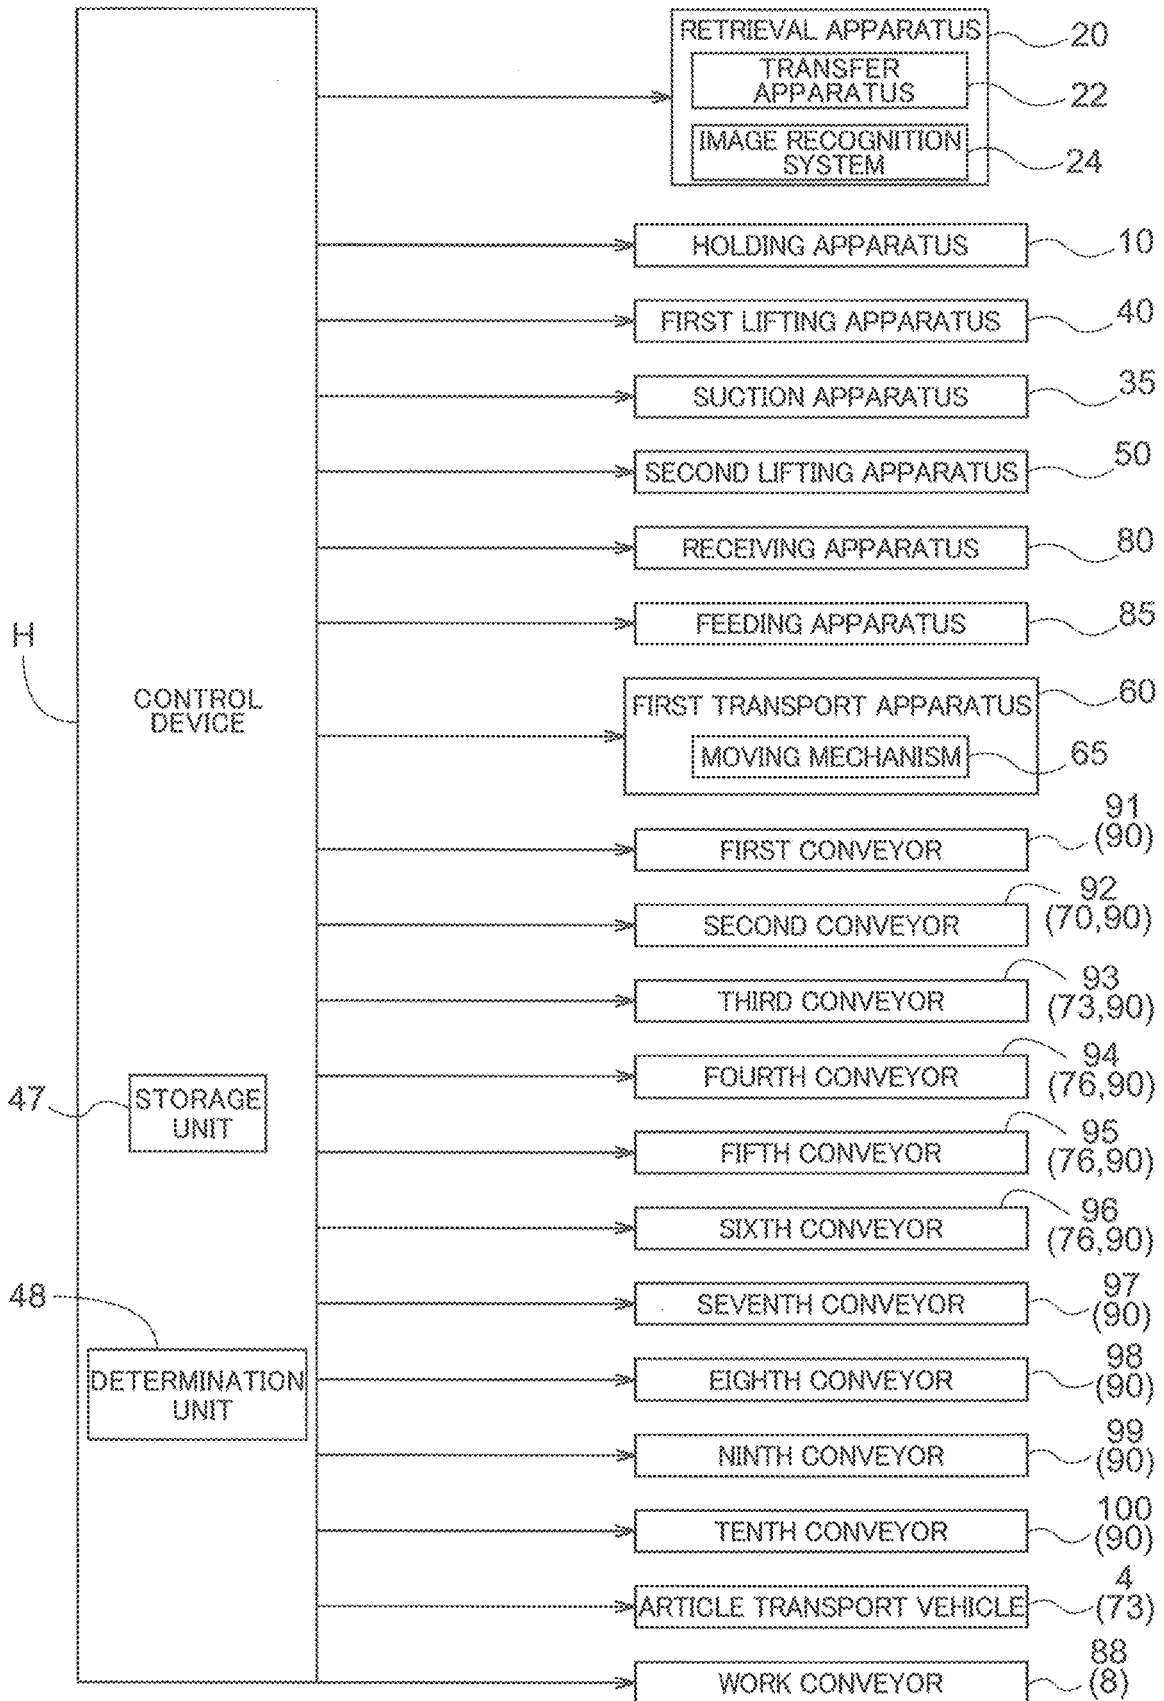 RETRIEVAL APPARATUS
20
TRANSFER
APPARATUS
22
IMAGE RECOGNITION
SYSTEM
24
HOLDING APPARATUS
10
FIRST LIFTING APPARATUS
40
SUCTION APPARATUS
35
SECOND LIFTING APPARATUS
50
RECEIVING APPARATUS
80
FEEDING APPARATUS
85
H
CONTROL
DEVICE
FIRST TRANSPORT APPARATUS
60
MOVING MECHANISM
65
FIRST CONVEYOR
91
(90)
SECOND CONVEYOR
92
(70,90)
THIRD CONVEYOR
93
(73,90)
47
STORAGE
UNIT
FOURTH CONVEYOR
94
(76,90)
FIFTH CONVEYOR
95
(76,90)
SIXTH CONVEYOR
96
(76,90)
48
DETERMINATION
UNIT
SEVENTH CONVEYOR
97
(90)
EIGHTH CONVEYOR
98
(90)
NINTH CONVEYOR
99
(90)
TENTH CONVEYOR
100
(90)
ARTICLE TRANSPORT VEHICLE
4
(73)
WORK CONVEYOR
88
(8)